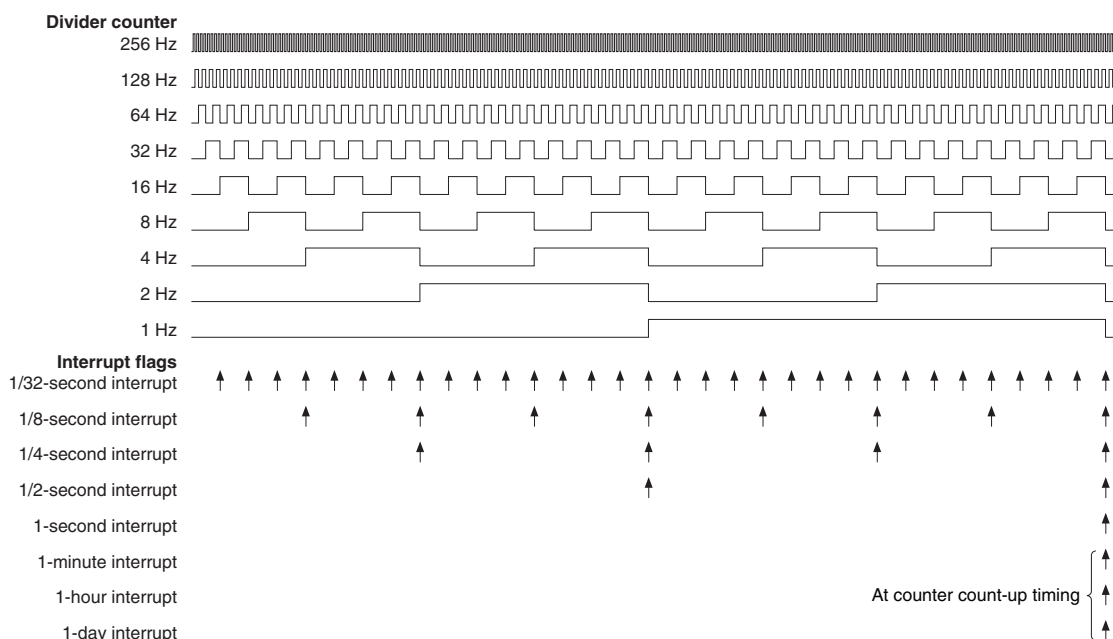 Divider counter
256 Hz
128 Hz
64 Hz
32 Hz
16 Hz
8 Hz
4 Hz
2 Hz
1 Hz
Interrupt flags
1/32-second interrupt
1/8-second interrupt
1/4-second interrupt
1/2-second interrupt
1-second interrupt
1-minute interrupt
1-hour interrupt
At counter count-up timing
1-day interrupt